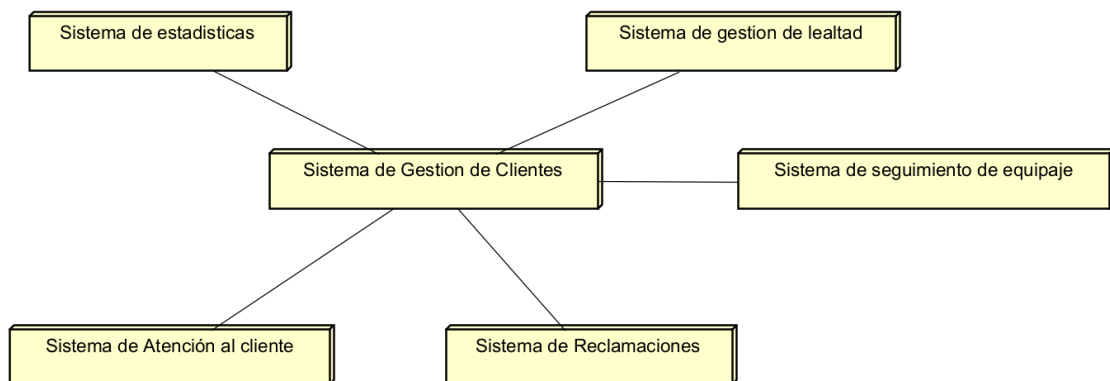 Sistema de estadisticas
Sistema de gestion de lealtad
Sistema de Gestion de Clientes
Sistema de seguimiento de equipaje
Sistema de Atención al cliente
Sistema de Reclamaciones